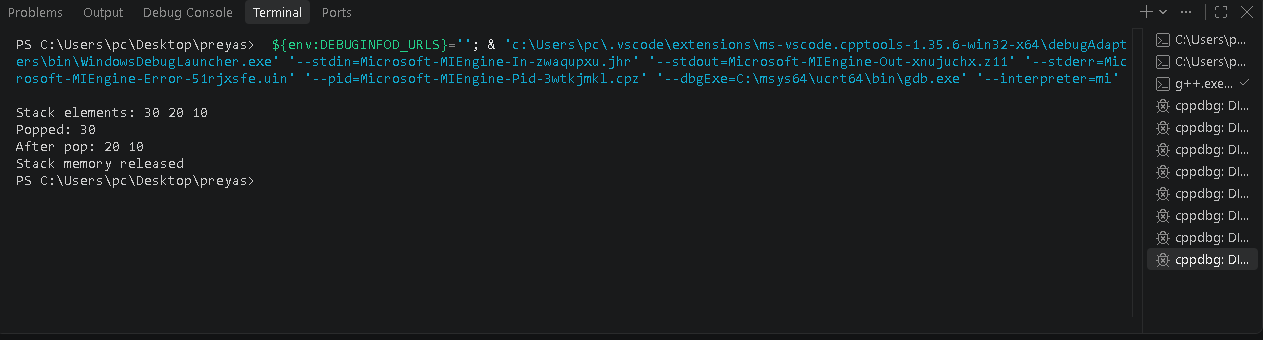 Problems Output Debug Console Terminal Ports
PS C:\Users\pc\Desktop\preyas>  ${env:DEBUGINFOD_URLS}=''; & 'c:\Users\pc\.vscode\extensions\ms-vscode.cpptools-1.35.6-win32-x64\debugAdapt
ers\bin\WindowsDebugLauncher.exe' '--stdin=Microsoft-MIEngine-In-zwaqupxu.jhr' '--stdout=Microsoft-MIEngine-Out-xnujuchx.z11' '--stderr=Mic
rosoft-MIEngine-Error-51rjxsfe.uin' '--pid=Microsoft-MIEngine-Pid-3wtkjmkl.cpz' '--dbgExe=C:\msys64\ucrt64\bin\gdb.exe' '--interpreter=mi'
Stack elements: 30 20 10
Popped: 30
After pop: 20 10
Stack memory released
PS C:\Users\pc\Desktop\preyas>
C:\Users\p...
C:\Users\p...
g++.exe...
cppdbg: DI...
cppdbg: DI...
cppdbg: DI...
cppdbg: DI...
cppdbg: DI...
cppdbg: DI...
cppdbg: DI...
cppdbg: DI...